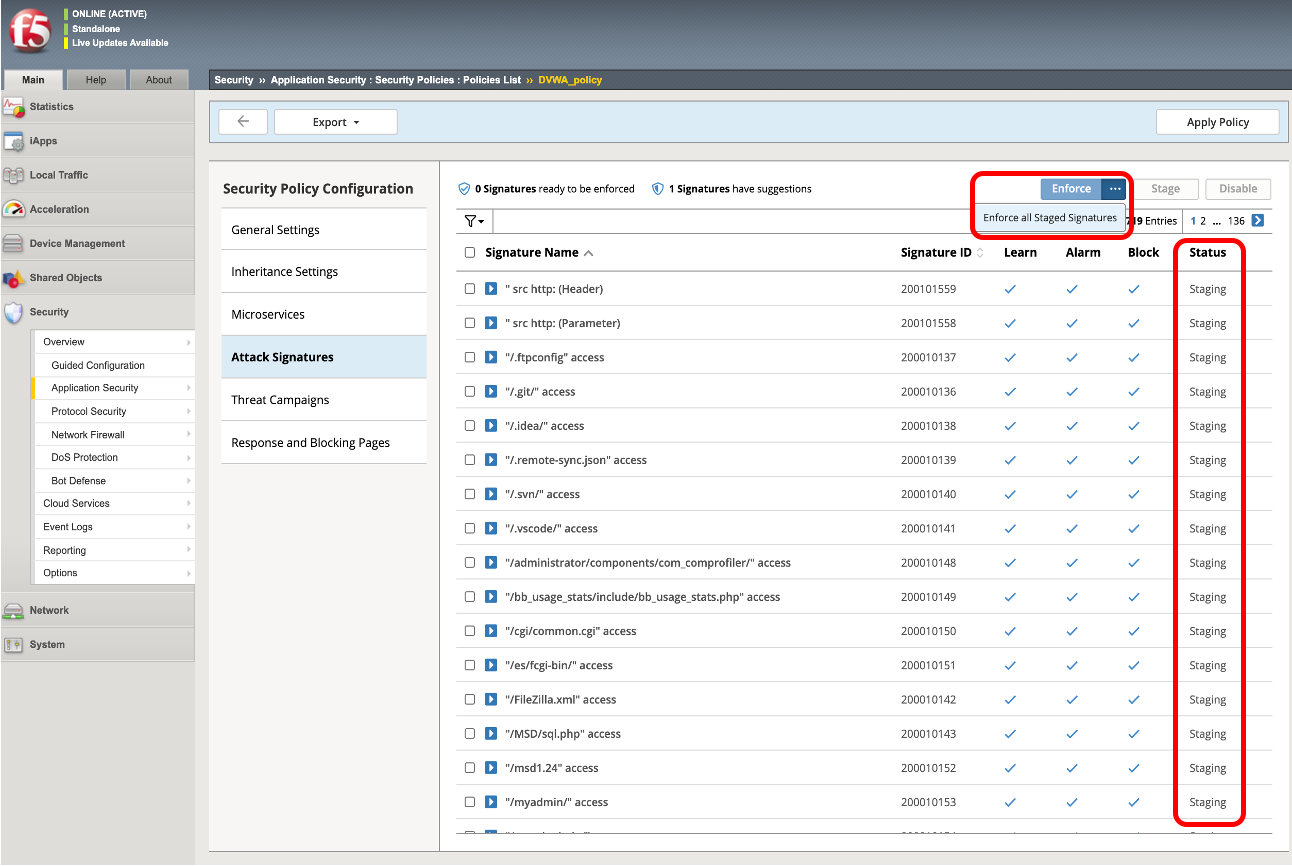 f5
ONLINE (ACTIVE)
Standalone
Live Updates Available
Main Help About
Security » Application Security : Security Policies : Policies List » DVWA_policy
Statistics
iApps
Local Traffic
Acceleration
Device Management
Shared Objects
Security
Overview
Guided Configuration
Application Security
Protocol Security
Network Firewall
DoS Protection
Bot Defense
Cloud Services
Event Logs
Reporting
Options
Network
System
Export
Apply Policy
Security Policy Configuration
General Settings
Inheritance Settings
Microservices
Attack Signatures
Threat Campaigns
Response and Blocking Pages
0 Signatures ready to be enforced
1 Signatures have suggestions
Enforce ... Stage Disable
Enforce all Staged Signatures
Entries 1 2 ... 136
Signature Name Signature ID Learn Alarm Block Status
" src http: (Header) 200101559 Staging
" src http: (Parameter) 200101558 Staging
"/.ftpconfig" access 200010137 Staging
"/.git/" access 200010136 Staging
"/.idea/" access 200010138 Staging
"/.remote-sync.json" access 200010139 Staging
"/.svn/" access 200010140 Staging
"/.vscode/" access 200010141 Staging
"/administrator/components/com_comprofiler/" access 200010148 Staging
"/bb_usage_stats/include/bb_usage_stats.php" access 200010149 Staging
"/cgi/common.cgi" access 200010150 Staging
"/es/fcgi-bin/" access 200010151 Staging
"/FileZilla.xml" access 200010142 Staging
"/MSD/sql.php" access 200010143 Staging
"/msd1.24" access 200010152 Staging
"/myadmin/" access 200010153 Staging